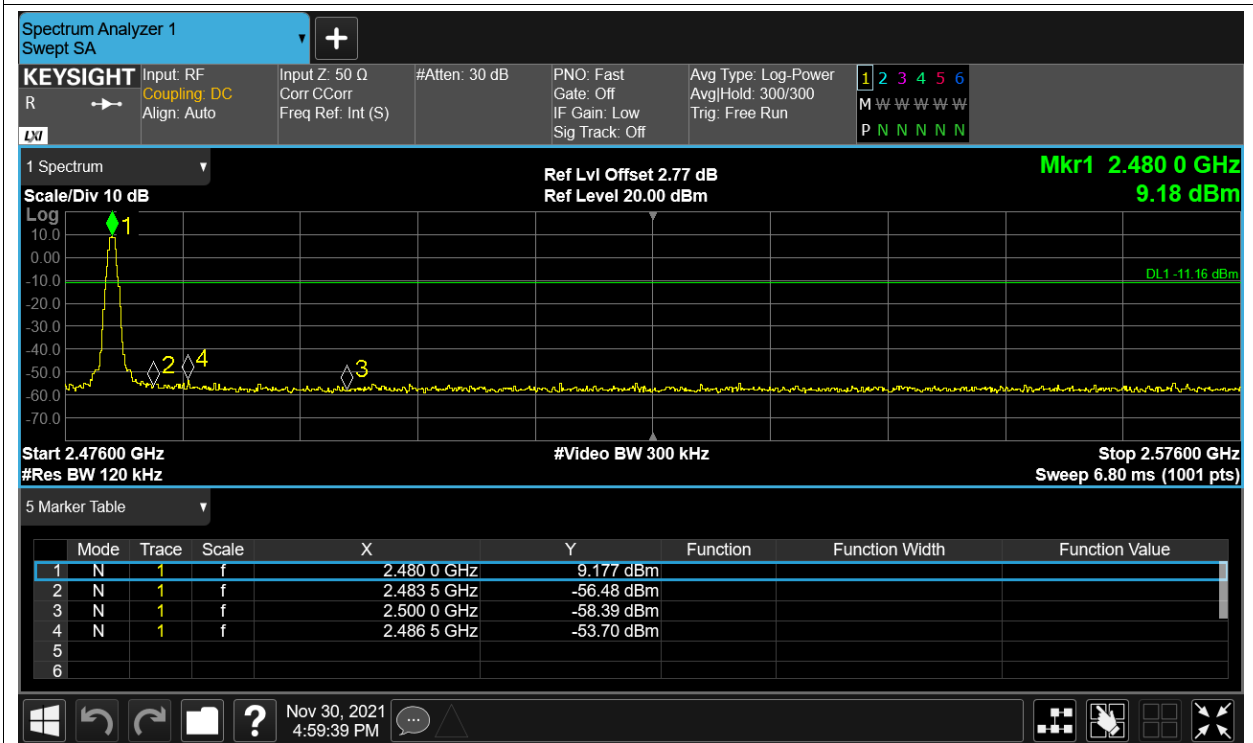 Spectrum Analyzer 1
Swept SA
▼
+
KEYSIGHT Input: RF Input Z: 50 Ω #Atten: 30 dB PNO: Fast Avg Type: Log-Power 1 2 3 4 5 6
R Coupling: DC Corr CCorr Gate: Off Avg|Hold: 300/300 M W W W W W
Align: Auto Freq Ref: Int (S) IF Gain: Low Trig: Free Run
LXI Sig Track: Off P N N N N N
1 Spectrum ▼ Ref Lvl Offset 2.77 dB Mkr1 2.480 0 GHz
Scale/Div 10 dB Ref Level 20.00 dBm 9.18 dBm
Log
1
10.0
0.00
-10.0 DL1 -11.16 dBm
-20.0
-30.0
-40.0
2 4 3
-50.0
-60.0
-70.0
Start 2.47600 GHz #Video BW 300 kHz Stop 2.57600 GHz
#Res BW 120 kHz Sweep 6.80 ms (1001 pts)
5 Marker Table ▼
Mode Trace Scale X Y Function Function Width Function Value
1 N 1 f 2.480 0 GHz 9.177 dBm
2 N 1 f 2.483 5 GHz -56.48 dBm
3 N 1 f 2.500 0 GHz -58.39 dBm
4 N 1 f 2.486 5 GHz -53.70 dBm
5
6
? Nov 30, 2021
4:59:39 PM